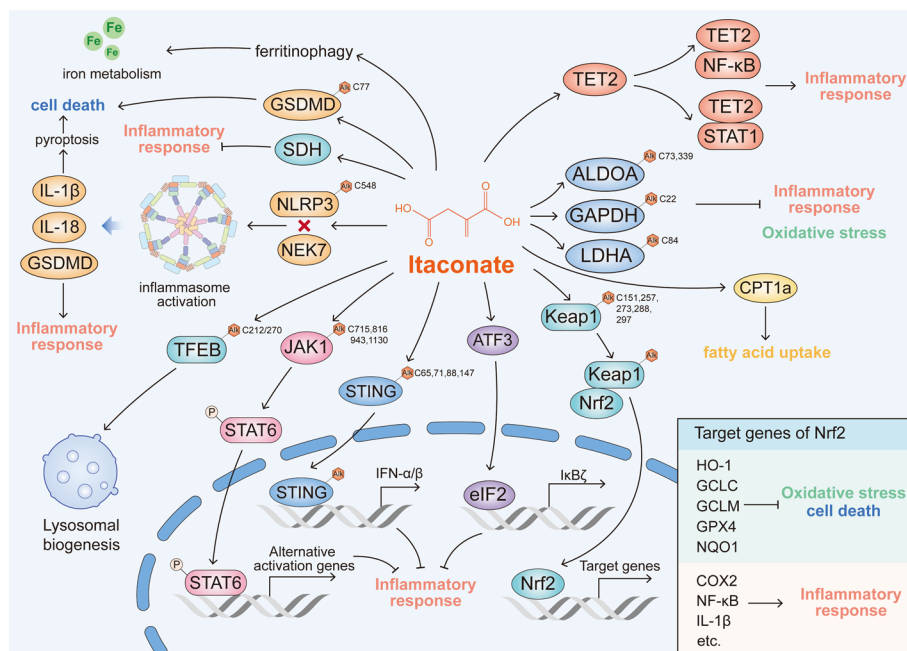 Fe
Fe
Fe
iron metabolism
ferritinophagy
cell death
pyroptosis
GSDMD
Alk
C77
Inflammatory
response
SDH
IL-1β
IL-18
GSDMD
Inflammatory
response
inflammasome
activation
NLRP3
Alk
C548
NEK7
HO
O
O
OH
Itaconate
TET2
TET2
NF-κB
TET2
STAT1
Inflammatory
response
ALDOA
Alk
C73,339
GAPDH
Alk
C22
LDHA
Alk
C84
Inflammatory
response
Oxidative stress
CPT1a
fatty acid uptake
TFEB
Alk
C212/270
Lysosomal
biogenesis
JAK1
Alk
C715,816
943,1130
P
STAT6
P
STAT6
Alternative
activation genes
STING
Alk
C65,71,88,147
STING
Alk
IFN-α/β
ATF3
eIF2
IκBζ
Inflammatory
response
Keap1
Alk
C151,257,
273,288,
297
Keap1
Alk
Nrf2
Nrf2
Target genes
Target genes of Nrf2
HO-1
GCLC
GCLM
GPX4
NQO1
Oxidative stress
cell death
COX2
NF-κB
IL-1β
etc.
Inflammatory
response